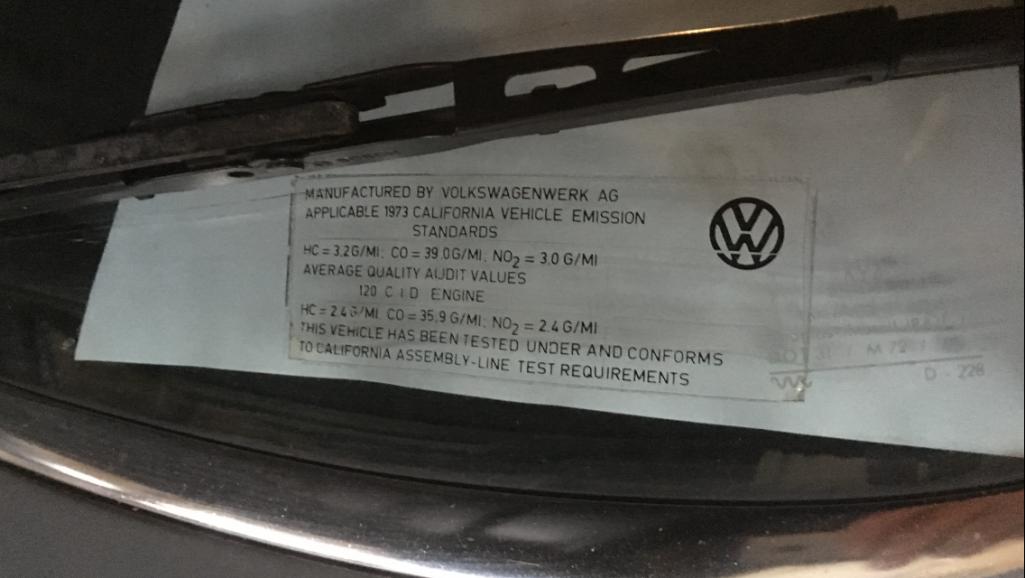 MANUFACTURED BY VOLKSWAGENWERK AG
APPLICABLE 1973 CALIFORNIA VEHICLE EMISSION
STANDARDS
HC = 3.2G/MI; CO = 39.0G/MI; NO2 = 3.0 G/MI
AVERAGE QUALITY AUDIT VALUES
120 C I D ENGINE
HC = 2.4 G/MI. CO = 35.9 G/MI; NO2 = 2.4 G/MI
THIS VEHICLE HAS BEEN TESTED UNDER AND CONFORMS
TO CALIFORNIA ASSEMBLY-LINE TEST REQUIREMENTS
D - 228